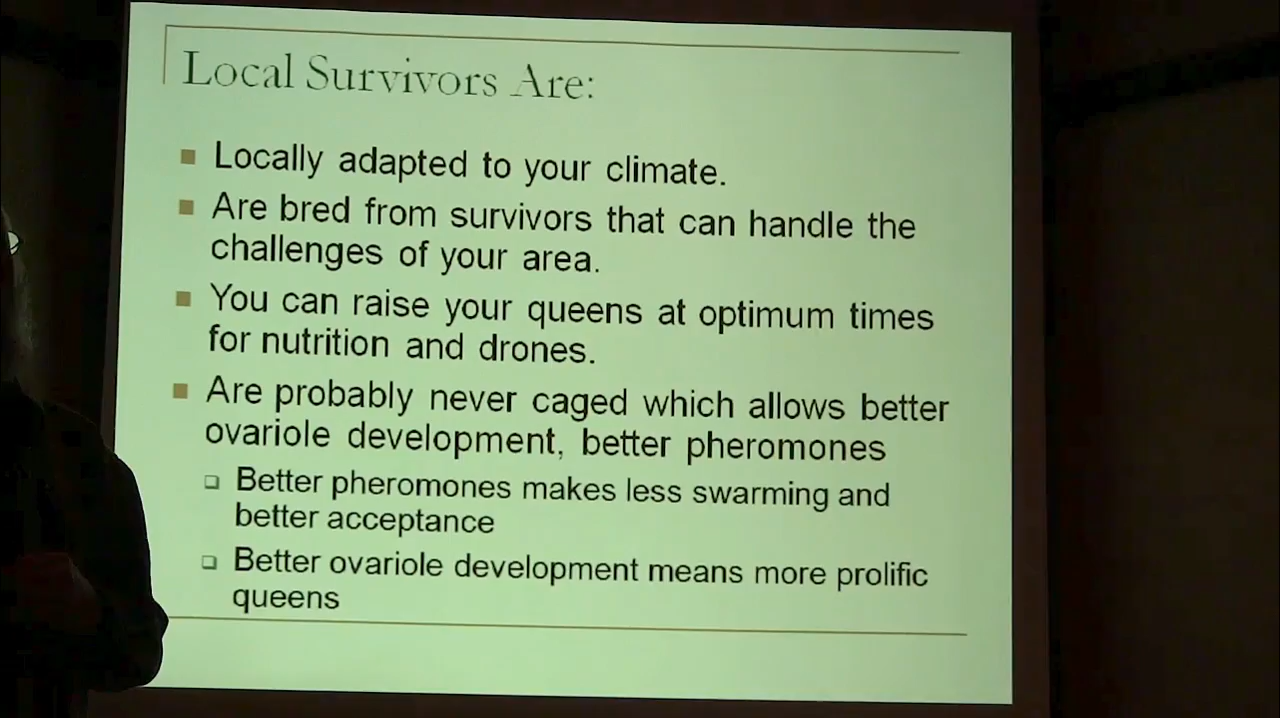 Local Survivors Are:
Locally adapted to your climate.
Are bred from survivors that can handle the
challenges of your area.
You can raise your queens at optimum times
for nutrition and drones.
Are probably never caged which allows better
ovariole development, better pheromones
Better pheromones makes less swarming and
better acceptance
Better ovariole development means more prolific
queens